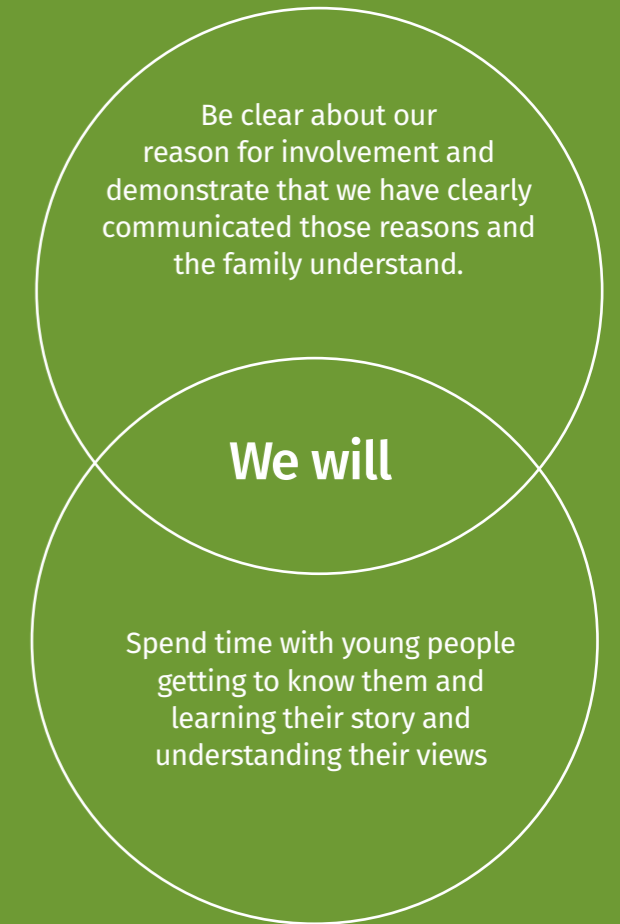 Be clear about our
reason for involvement and
demonstrate that we have clearly
communicated those reasons and
the family understand.
We will
Spend time with young people
getting to know them and
learning their story and
understanding their views